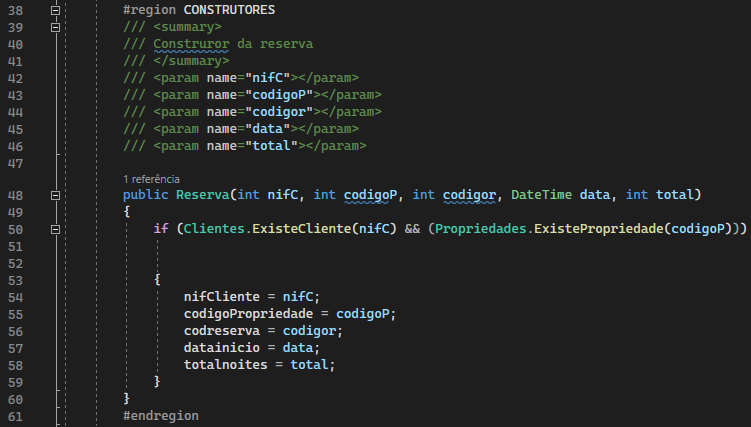 38 #region CONSTRUTORES
39 /// <summary>
40 /// Construror da reserva
41 /// </summary>
42 /// <param name="nifC"></param>
43 /// <param name="codigoP"></param>
44 /// <param name="codigor"></param>
45 /// <param name="data"></param>
46 /// <param name="total"></param>
47
1 referência
48 public Reserva(int nifC, int codigoP, int codigor, DateTime data, int total)
49 {
50 if (Clientes.ExisteCliente(nifC) && (Propriedades.ExistePropriedade(codigoP)))
51
52
53 {
54 nifCliente = nifC;
55 codigoPropriedade = codigoP;
56 codreserva = codigor;
57 datainicio = data;
58 totalnoites = total;
59 }
60 }
61 #endregion